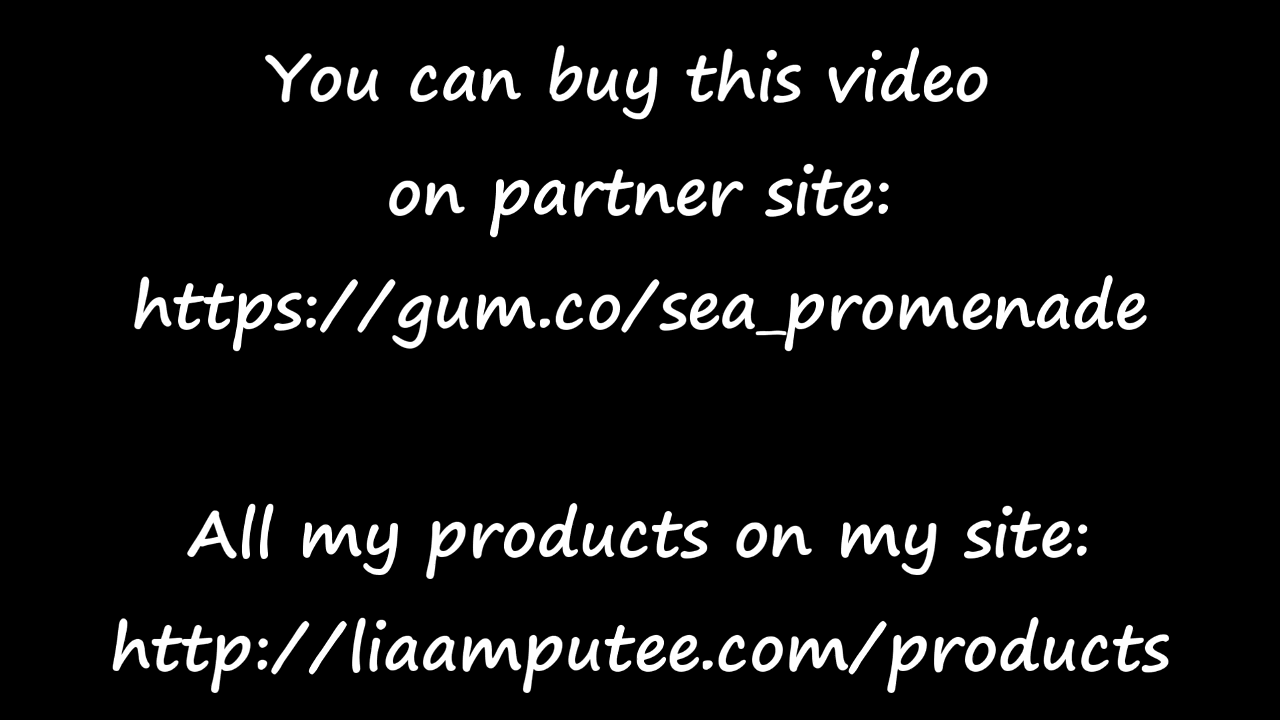 You can buy this video
on partner site:
https://gum.co/sea_promenade
All my products on my site:
http://liaamputee.com/products